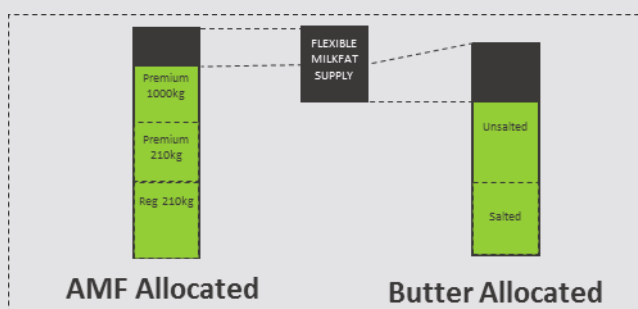 FLEXIBLE
MILKFAT
SUPPLY
Premium
1000kg
Premium
210kg
Reg 210kg
Unsalted
Salted
AMF Allocated
Butter Allocated